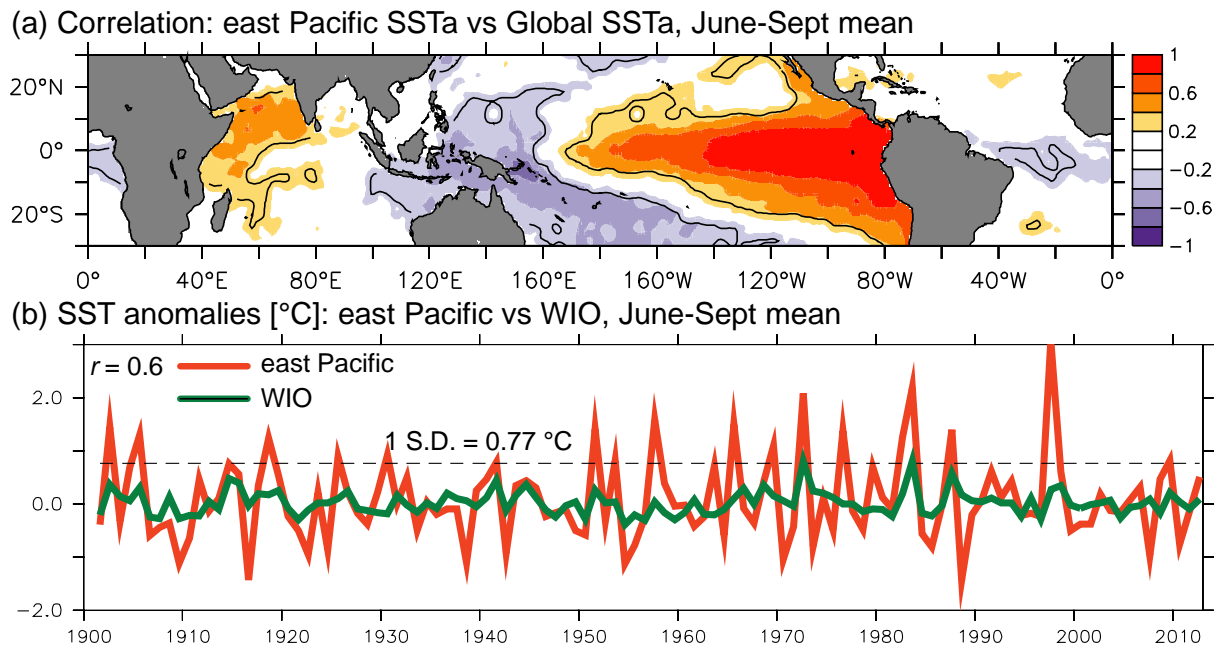 (a) Correlation: east Pacific SSTa vs Global SSTa, June-Sept mean
20°N
0°
20°S
0°
40°E
80°E
120°E
160°E
160°W
120°W
80°W
40°W
0°
1
0.6
0.2
−0.2
−0.6
−1
(b) SST anomalies [°C]: east Pacific vs WIO, June-Sept mean
r = 0.6
east Pacific
WIO
1 S.D. = 0.77 °C
2.0
0.0
−2.0
1900
1910
1920
1930
1940
1950
1960
1970
1980
1990
2000
2010